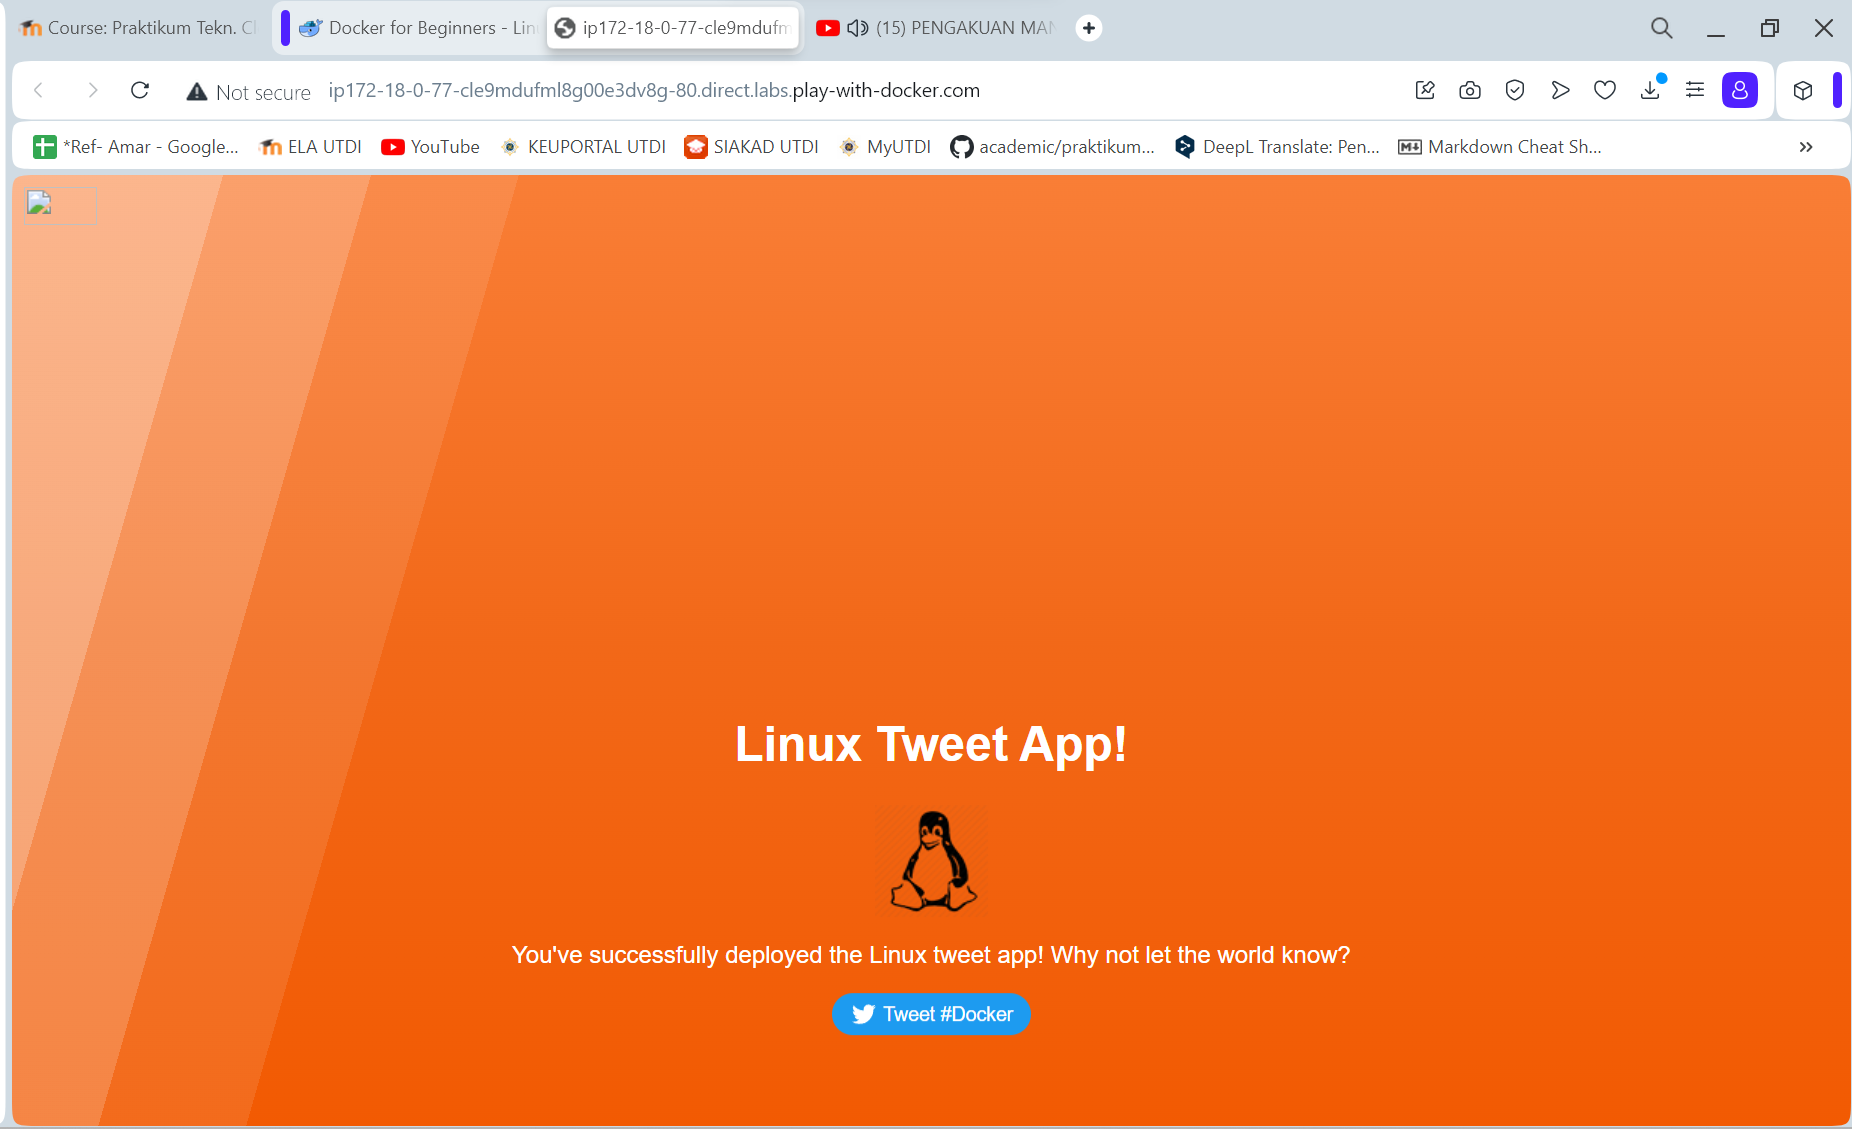 Course: Praktikum Tekn. Cl
Docker for Beginners - Lin
ip172-18-0-77-cle9mdufm
(15) PENGAKUAN MAN
Not secure
ip172-18-0-77-cle9mdufml8g00e3dv8g-80.direct.labs.play-with-docker.com
*Ref- Amar - Google...
ELA UTDI
YouTube
KEUPORTAL UTDI
SIAKAD UTDI
MyUTDI
academic/praktikum...
DeepL Translate: Pen...
Markdown Cheat Sh...
Linux Tweet App!
You've successfully deployed the Linux tweet app! Why not let the world know?
Tweet #Docker